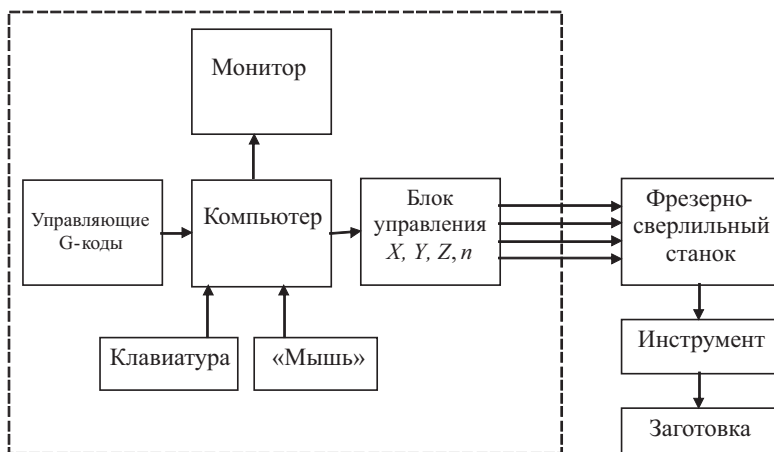 Монитор
Управляющие
G-коды
Компьютер
Блок
управления
X, Y, Z, n
Фрезерно-
сверлильный
станок
Клавиатура
«Мышь»
Инструмент
Заготовка